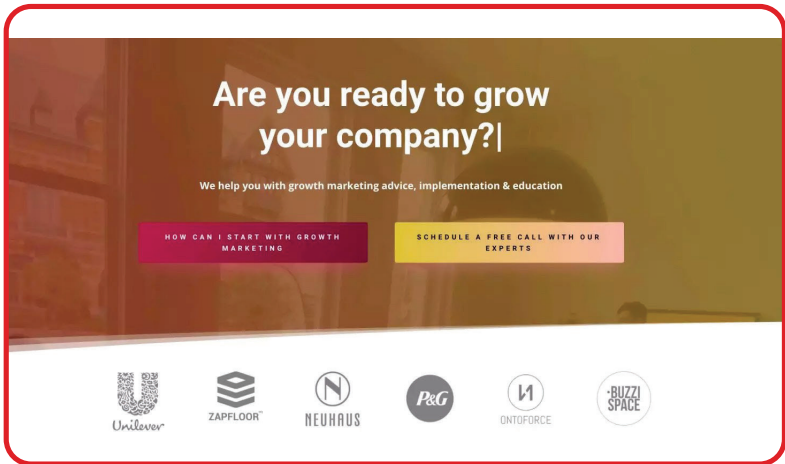 Are you ready to grow
your company?|
We help you with growth marketing advice, implementation & education
HOW CAN I START WITH GROWTH
MARKETING
SCHEDULE A FREE CALL WITH OUR
EXPERTS
Unilever
ZAPFLOOR™
N
NEUHAUS
P&G
ONTOFORCE
·BUZZI
SPACE